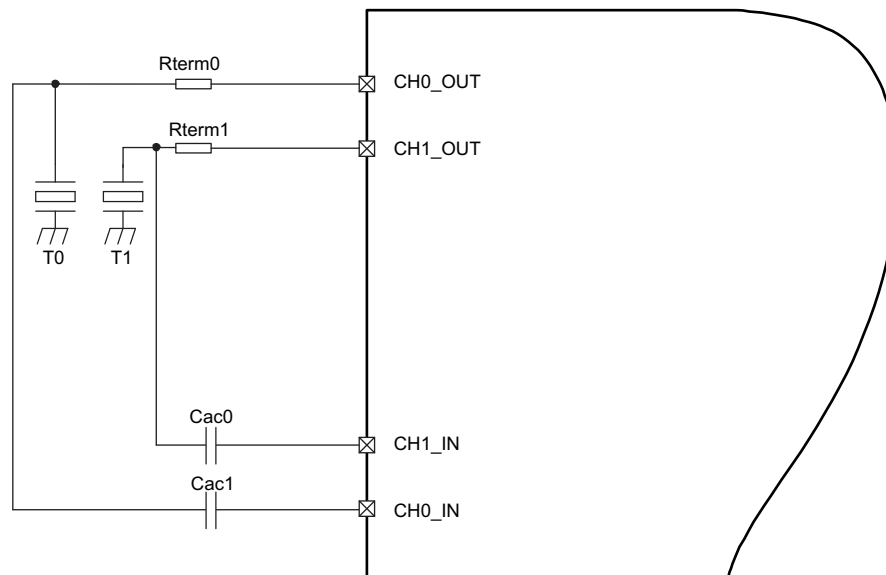 Rterm0
CH0_OUT
Rterm1
CH1_OUT
T0
T1
Cac0
CH1_IN
Cac1
CH0_IN